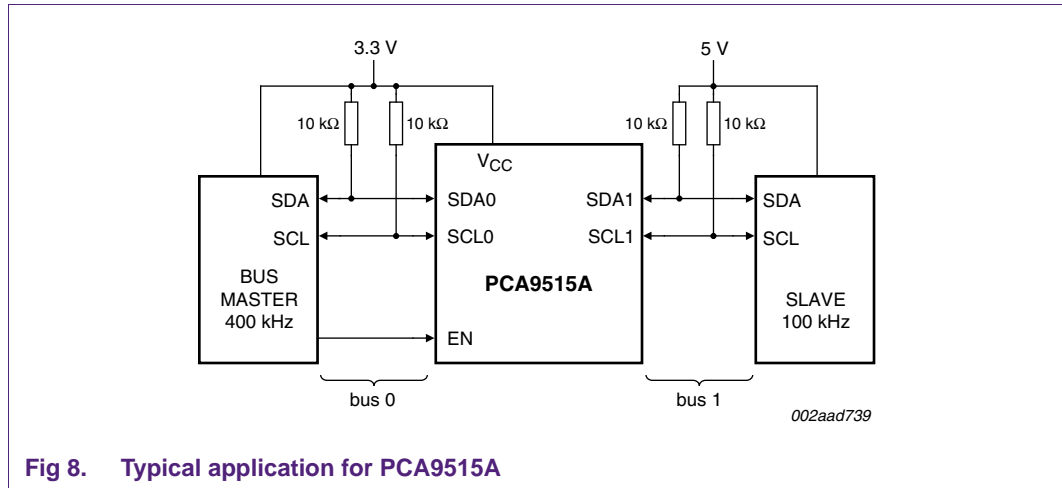 3.3 V
5 V
10 kΩ
10 kΩ
10 kΩ
10 kΩ
VCC
SDA
SDA0
SDA1
SDA
SCL
SCL0
SCL1
SCL
PCA9515A
BUS
MASTER
400 kHz
SLAVE
100 kHz
EN
bus 0
bus 1
002aad739
Fig 8. Typical application for PCA9515A